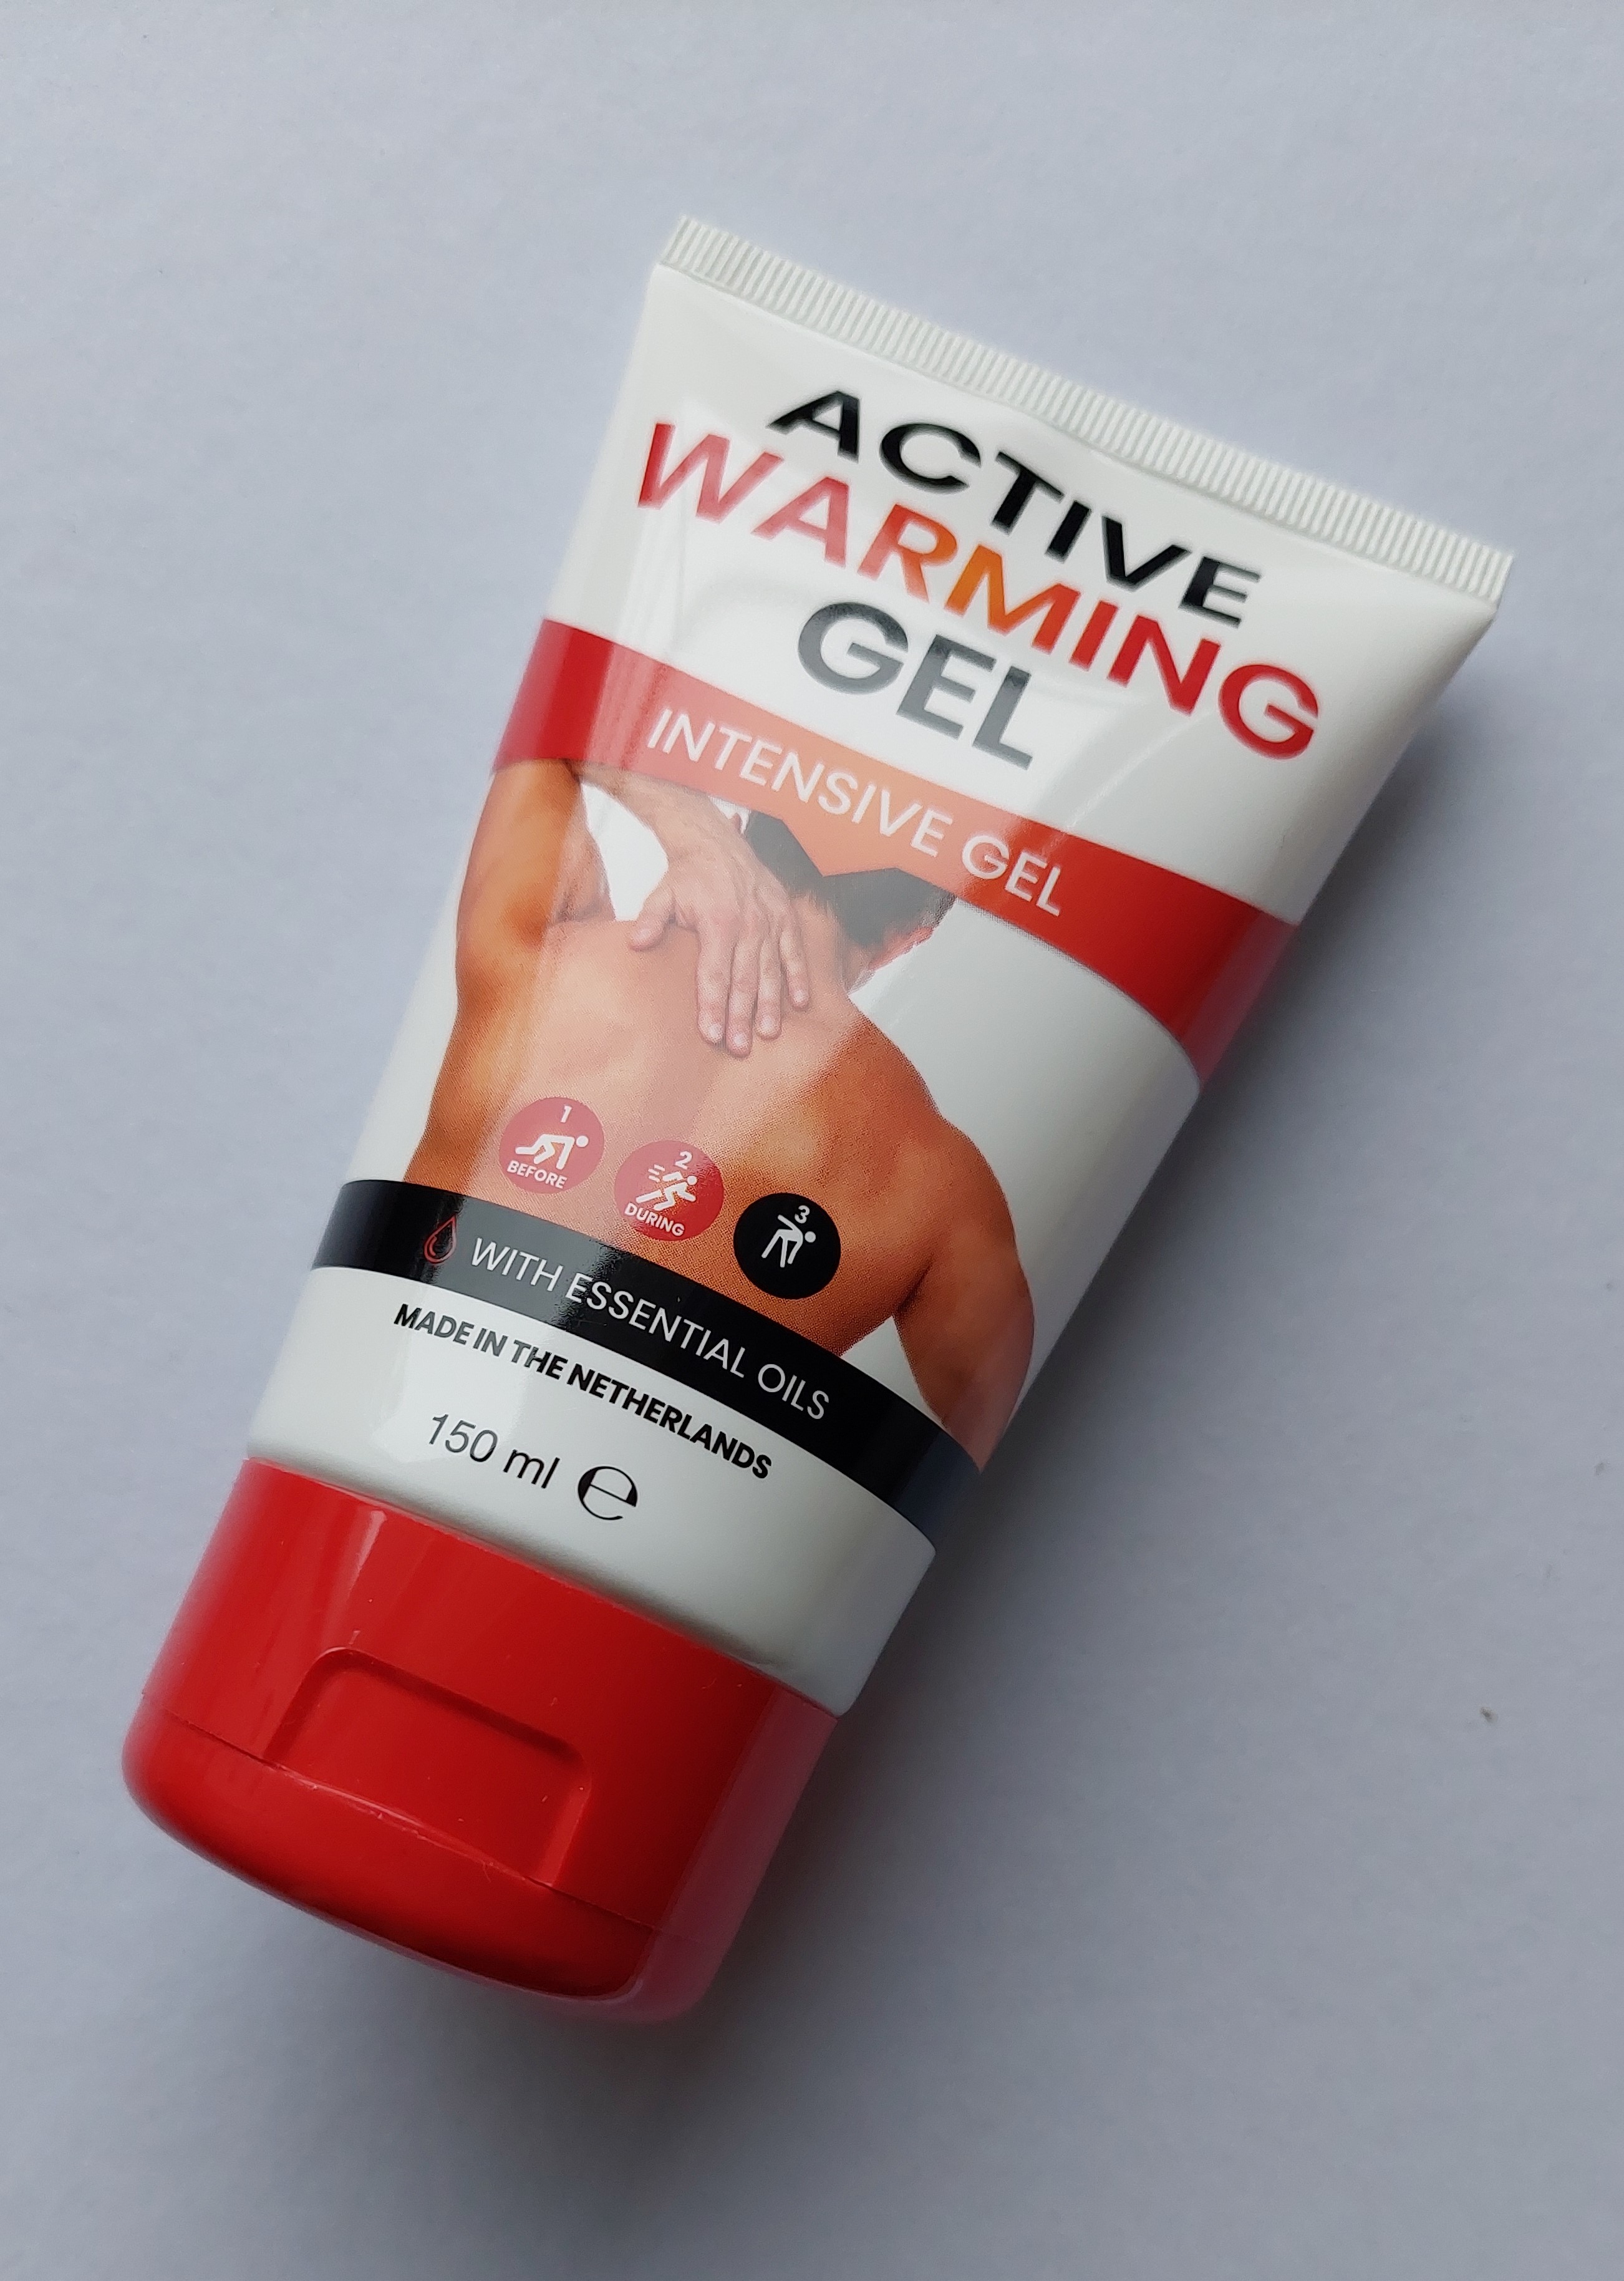 ACTIVE
WARMING
GEL
INTENSIVE GEL
1
BEFORE
2
DURING
3
WITH ESSENTIAL OILS
MADE IN THE NETHERLANDS
150 ml ℮